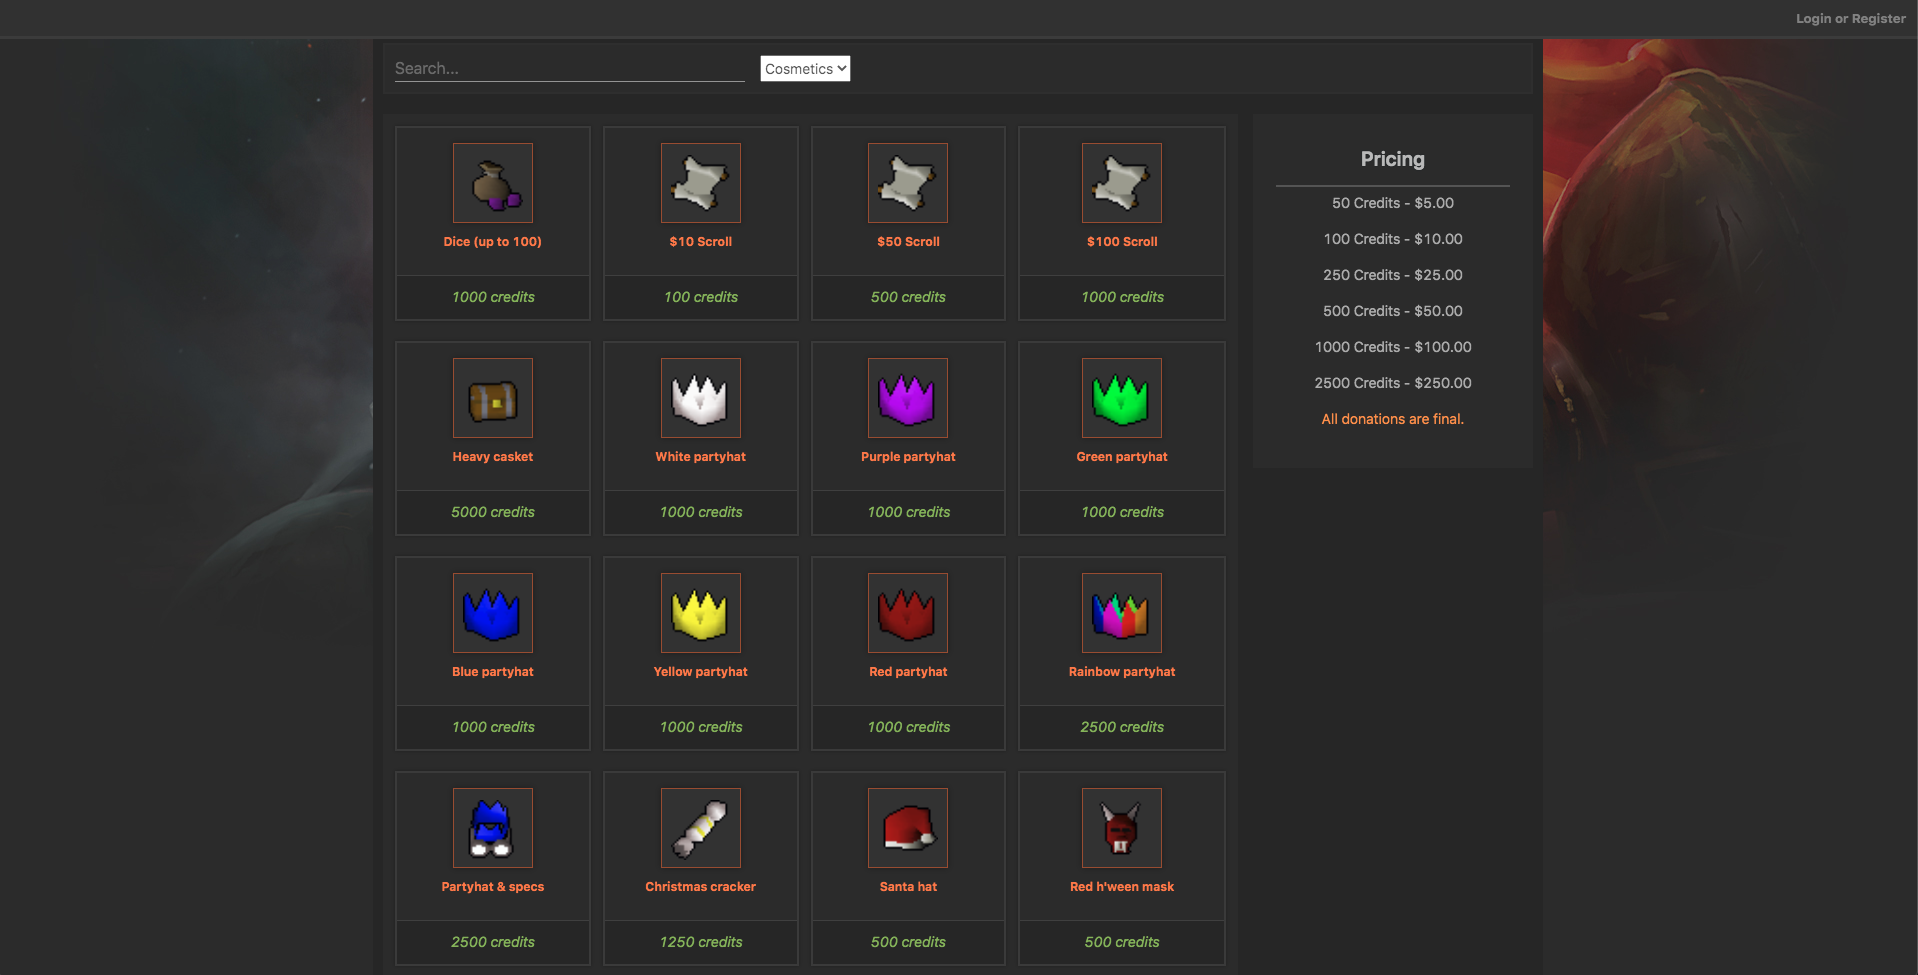 Login or Register
Search...
Cosmetics
Dice (up to 100)
1000 credits
$10 Scroll
100 credits
$50 Scroll
500 credits
$100 Scroll
1000 credits
Heavy casket
5000 credits
White partyhat
1000 credits
Purple partyhat
1000 credits
Green partyhat
1000 credits
Blue partyhat
1000 credits
Yellow partyhat
1000 credits
Red partyhat
1000 credits
Rainbow partyhat
2500 credits
Partyhat & specs
2500 credits
Christmas cracker
1250 credits
Santa hat
500 credits
Red h'ween mask
500 credits
Pricing
50 Credits - $5.00
100 Credits - $10.00
250 Credits - $25.00
500 Credits - $50.00
1000 Credits - $100.00
2500 Credits - $250.00
All donations are final.